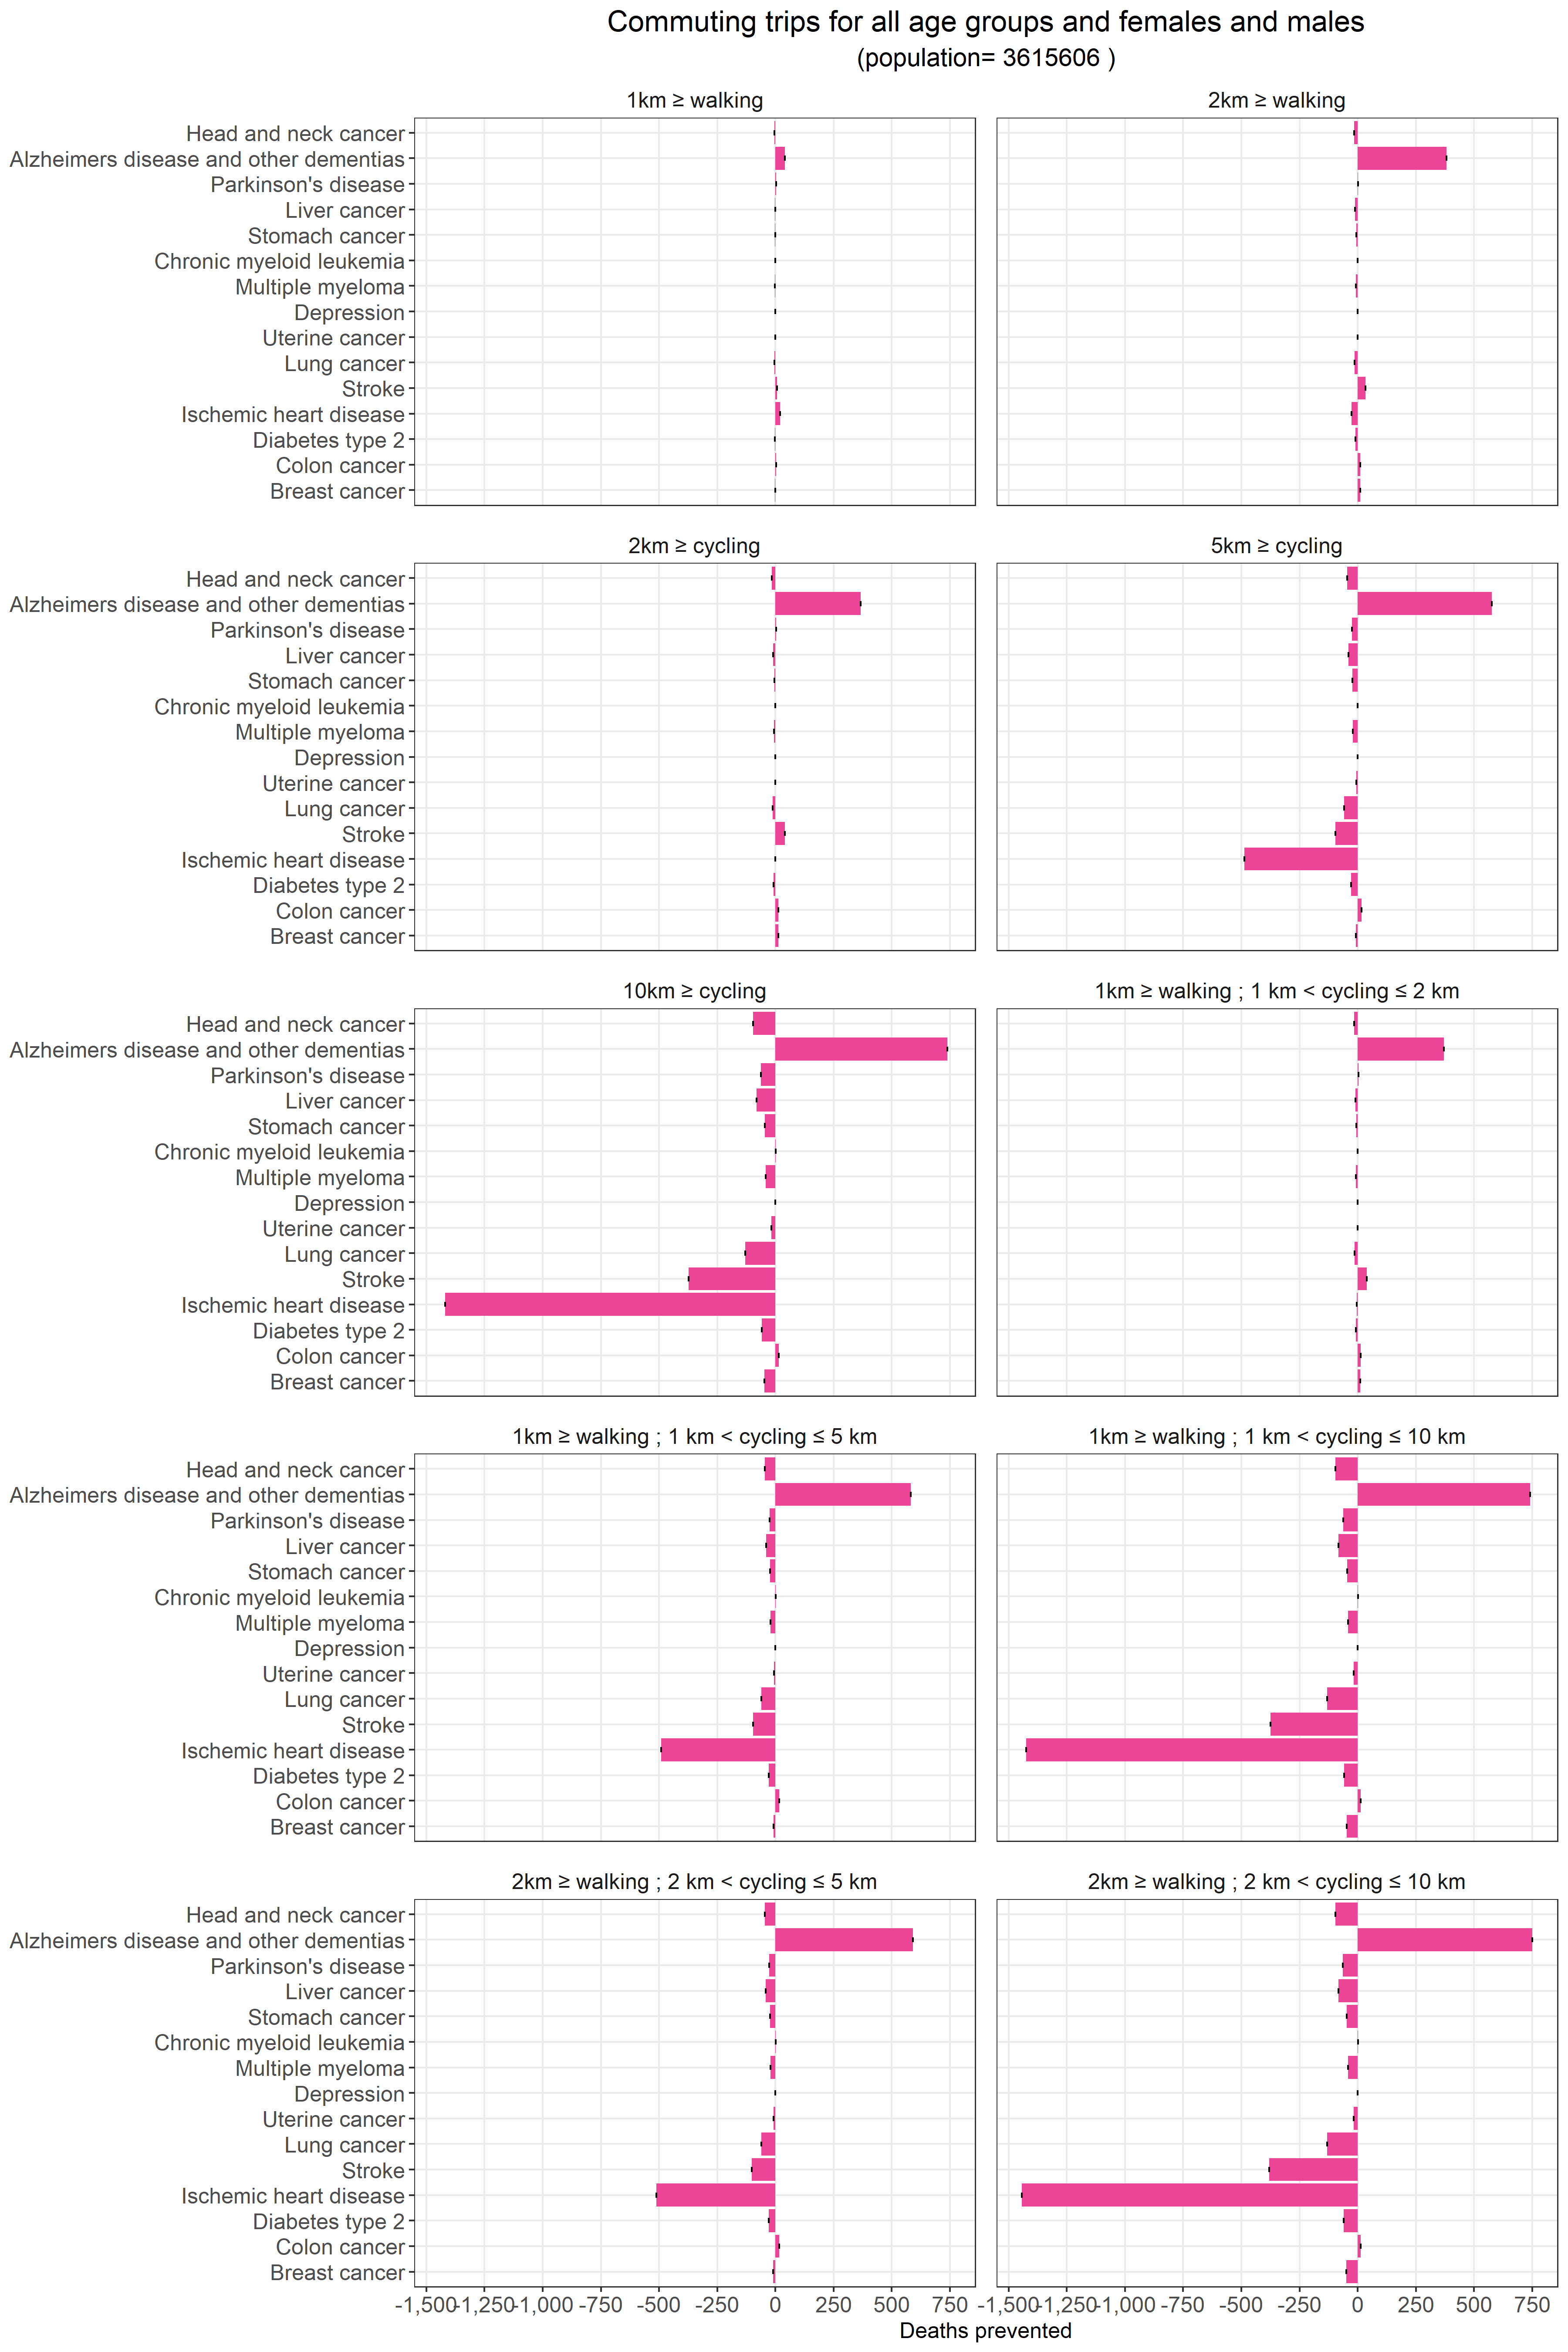 Commuting trips for all age groups and females and males
(population= 3615606 )
1km ≥ walking
2km ≥ walking
Head and neck cancer
Alzheimers disease and other dementias
Parkinson's disease
Liver cancer
Stomach cancer
Chronic myeloid leukemia
Multiple myeloma
Depression
Uterine cancer
Lung cancer
Stroke
Ischemic heart disease
Diabetes type 2
Colon cancer
Breast cancer
2km ≥ cycling
5km ≥ cycling
Head and neck cancer
Alzheimers disease and other dementias
Parkinson's disease
Liver cancer
Stomach cancer
Chronic myeloid leukemia
Multiple myeloma
Depression
Uterine cancer
Lung cancer
Stroke
Ischemic heart disease
Diabetes type 2
Colon cancer
Breast cancer
10km ≥ cycling
1km ≥ walking ; 1 km < cycling ≤ 2 km
Head and neck cancer
Alzheimers disease and other dementias
Parkinson's disease
Liver cancer
Stomach cancer
Chronic myeloid leukemia
Multiple myeloma
Depression
Uterine cancer
Lung cancer
Stroke
Ischemic heart disease
Diabetes type 2
Colon cancer
Breast cancer
1km ≥ walking ; 1 km < cycling ≤ 5 km
1km ≥ walking ; 1 km < cycling ≤ 10 km
Head and neck cancer
Alzheimers disease and other dementias
Parkinson's disease
Liver cancer
Stomach cancer
Chronic myeloid leukemia
Multiple myeloma
Depression
Uterine cancer
Lung cancer
Stroke
Ischemic heart disease
Diabetes type 2
Colon cancer
Breast cancer
2km ≥ walking ; 2 km < cycling ≤ 5 km
2km ≥ walking ; 2 km < cycling ≤ 10 km
Head and neck cancer
Alzheimers disease and other dementias
Parkinson's disease
Liver cancer
Stomach cancer
Chronic myeloid leukemia
Multiple myeloma
Depression
Uterine cancer
Lung cancer
Stroke
Ischemic heart disease
Diabetes type 2
Colon cancer
Breast cancer
-1,500 -1,250 -1,000 -750 -500 -250 0 250 500 750
-1,500 -1,250 -1,000 -750 -500 -250 0 250 500 750
Deaths prevented